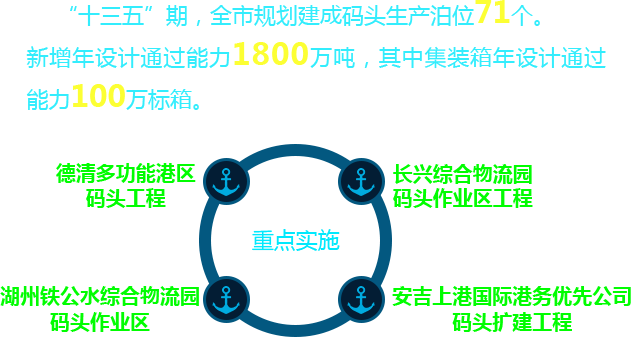 “十三五”期，全市规划建成码头生产泊位71个。
新增年设计通过能力1800万吨，其中集装箱年设计通过
能力100万标箱。
德清多功能港区
码头工程
长兴综合物流园
码头作业区工程
重点实施
湖州铁公水综合物流园
码头作业区
安吉上港国际港务优先公司
码头扩建工程